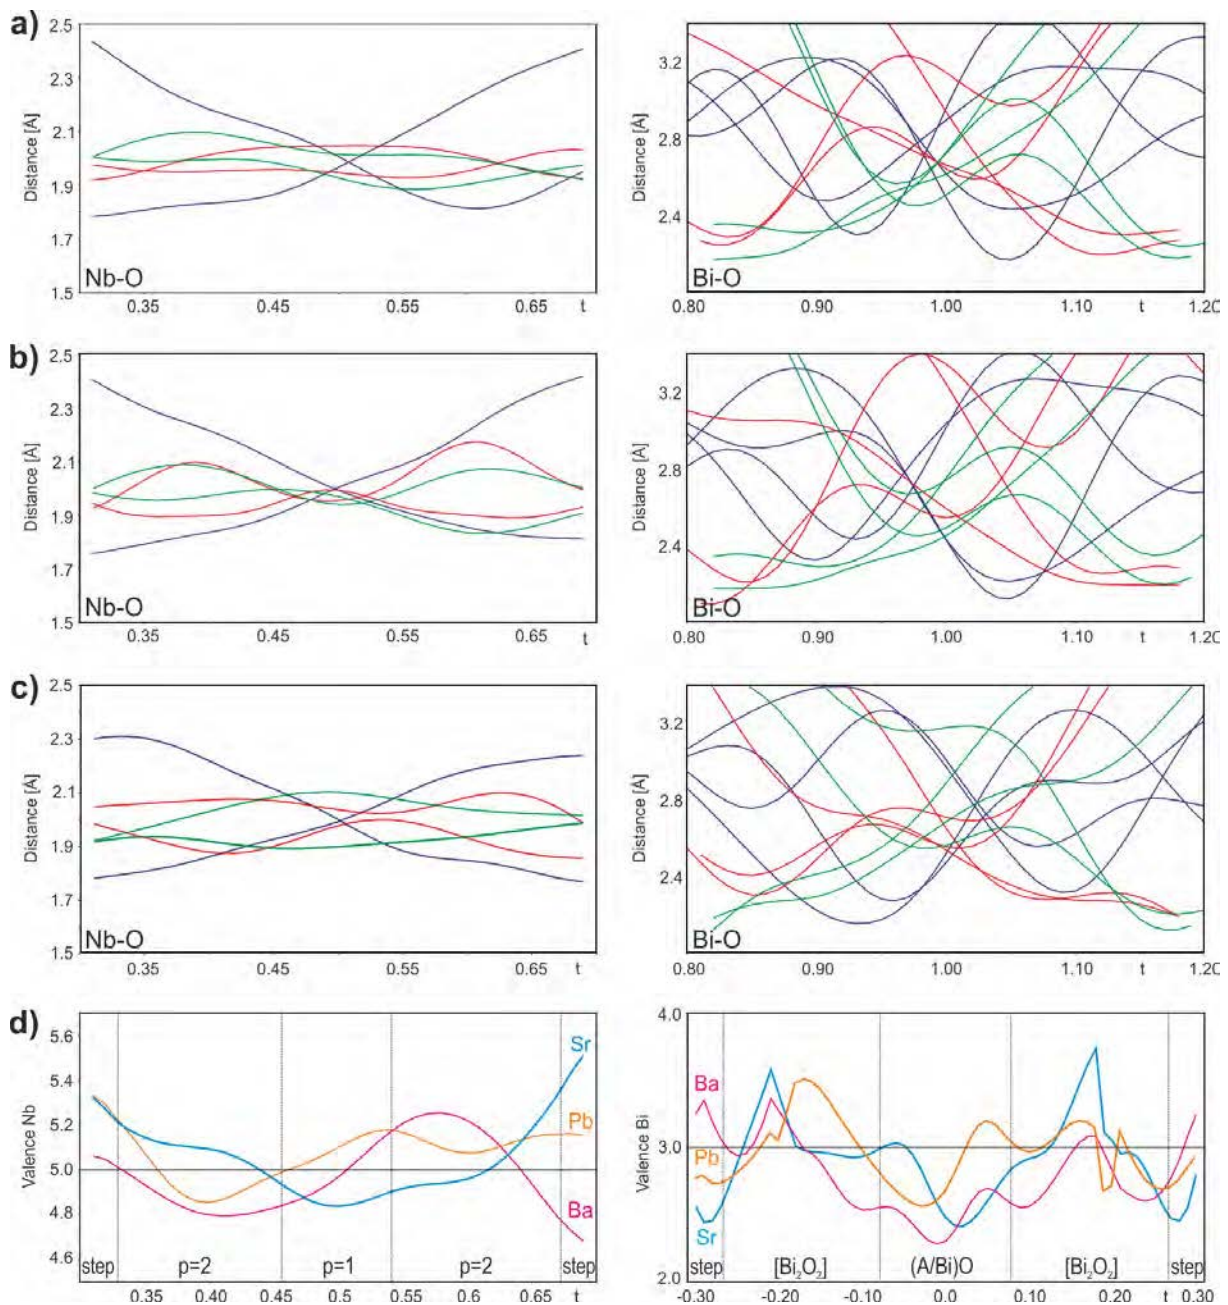 a)
2.5
2.3
2.1
1.9
1.7
1.5
Distance [Å]
Nb-O
0.35
0.45
0.55
0.65
t
3.2
2.8
2.4
Distance [Å]
Bi-O
0.80
0.90
1.00
1.10
t
1.20
b)
2.5
2.3
2.1
1.9
1.7
1.5
Distance [Å]
Nb-O
0.35
0.45
0.55
0.65
t
3.2
2.8
2.4
Distance [Å]
Bi-O
0.80
0.90
1.00
1.10
t
1.20
c)
2.5
2.3
2.1
1.9
1.7
1.5
Distance [Å]
Nb-O
0.35
0.45
0.55
0.65
t
3.2
2.8
2.4
Distance [Å]
Bi-O
0.80
0.90
1.00
1.10
t
1.20
d)
5.6
5.4
5.2
5.0
4.8
4.6
Valence Nb
Sr
Pb
Ba
step
p=2
p=1
p=2
step
0.35
0.40
0.45
0.5
0.55
0.6
0.65
t
4.0
3.0
2.0
Valence Bi
Ba
Pb
Sr
step
[Bi₂O₂]
(A/Bi)O
[Bi₂O₂]
step
-0.30
-0.20
-0.10
0.0
0.10
0.20
t
0.30